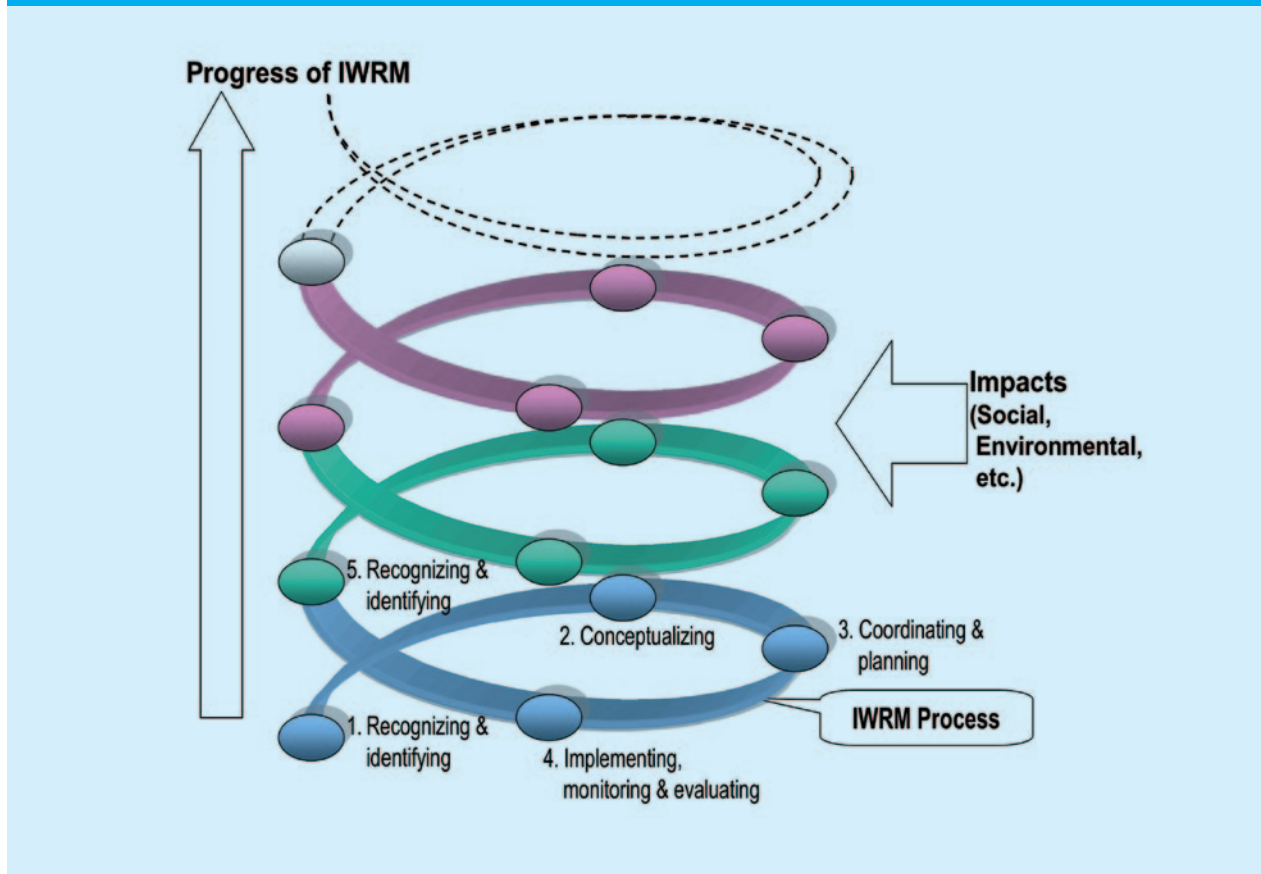 Progress of IWRM
Impacts
(Social,
Environmental,
etc.)
5. Recognizing &
identifying
2. Conceptualizing
3. Coordinating &
planning
IWRM Process
1. Recognizing &
identifying
4. Implementing,
monitoring & evaluating